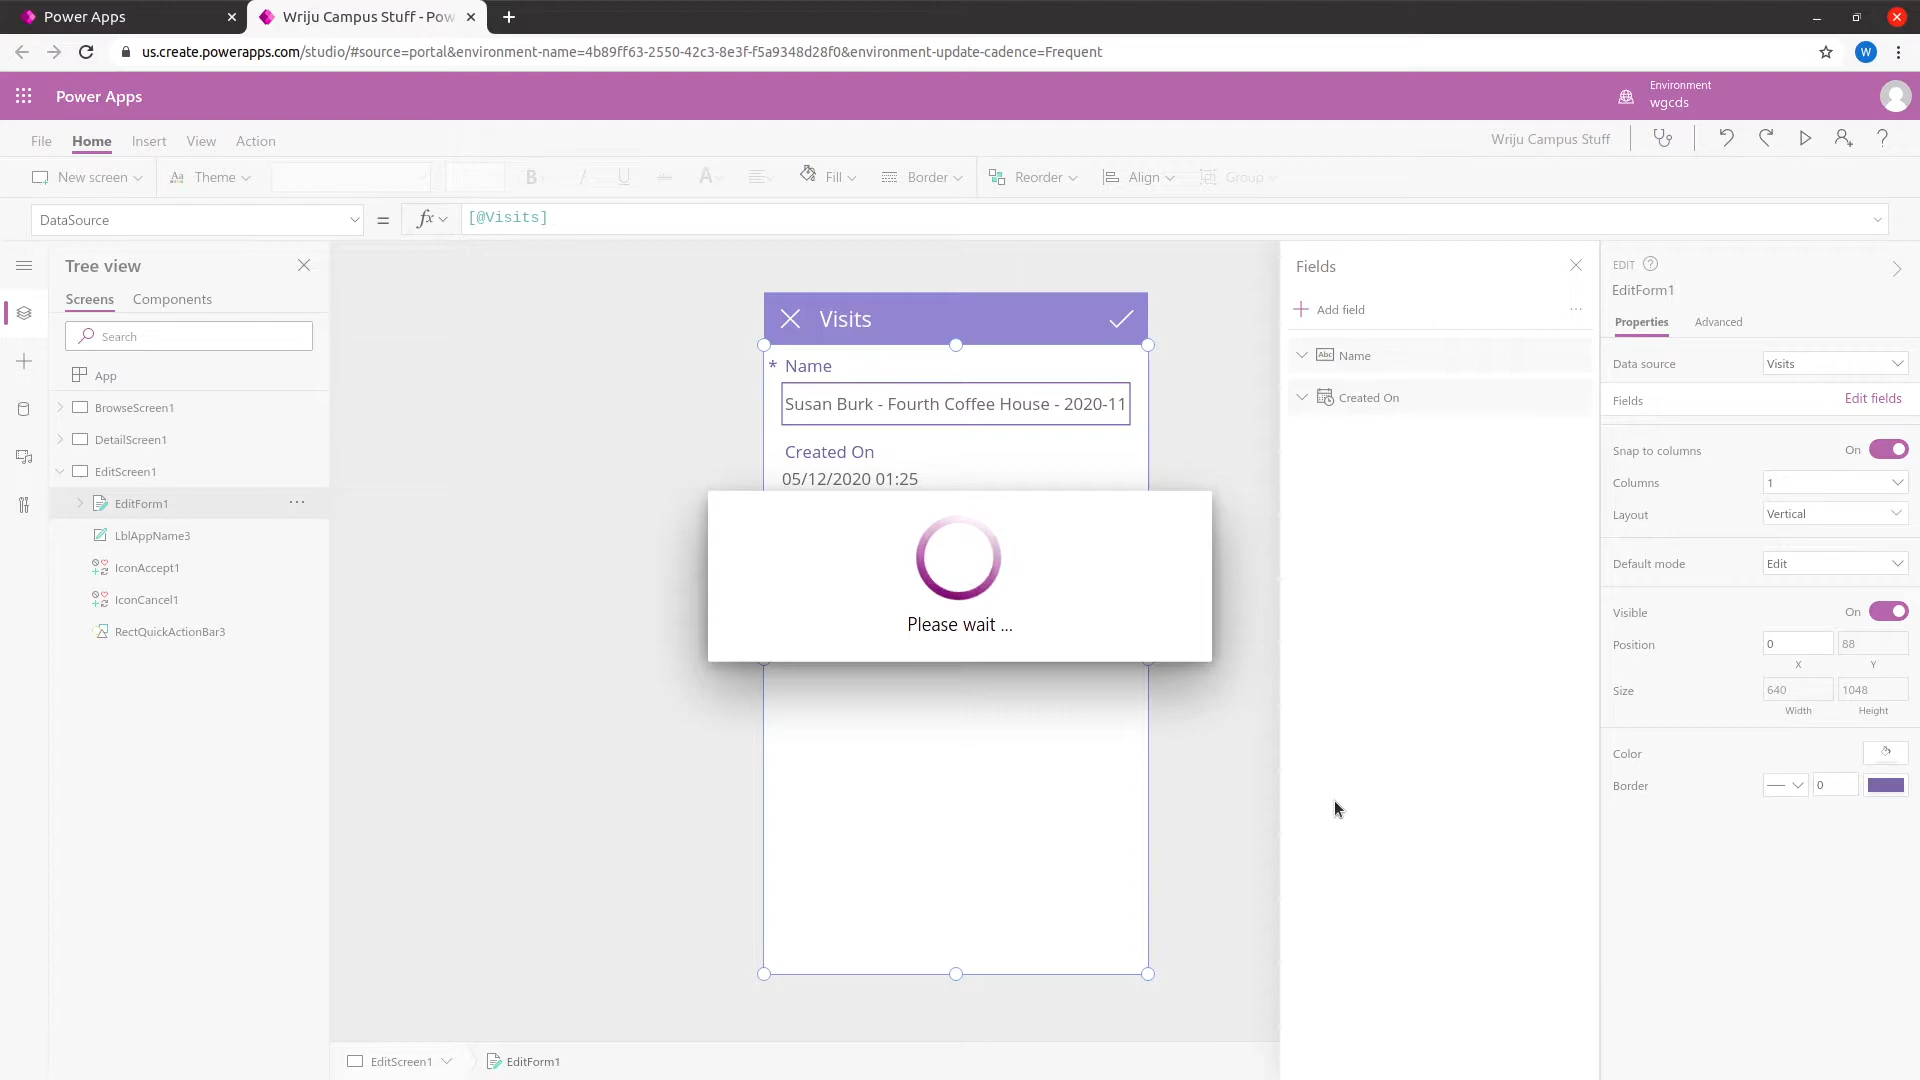 Power Apps
Wriju Campus Stuff - Pow
us.create.powerapps.com/studio/#source=portal&environment-name=4b89ff63-2550-42c3-8e3f-f5a9348d28f0&environment-update-cadence=Frequent
W
Power Apps
Environment
wgcds
File Home Insert View Action
Wriju Campus Stuff
New screen Theme B I U A Fill Border Reorder Align Group
DataSource = fx [@Visits]
Tree view
Screens Components
Search
App
BrowseScreen1
DetailScreen1
EditScreen1
EditForm1
LblAppName3
IconAccept1
IconCancel1
RectQuickActionBar3
Visits
* Name
Susan Burk - Fourth Coffee House - 2020-11
Created On
05/12/2020 01:25
Please wait ...
EditScreen1 EditForm1
Fields
Add field
Abc Name
Created On
EDIT
EditForm1
Properties Advanced
Data source Visits
Fields Edit fields
Snap to columns On
Columns 1
Layout Vertical
Default mode Edit
Visible On
Position 0 88
X Y
Size 640 1048
Width Height
Color
Border 0